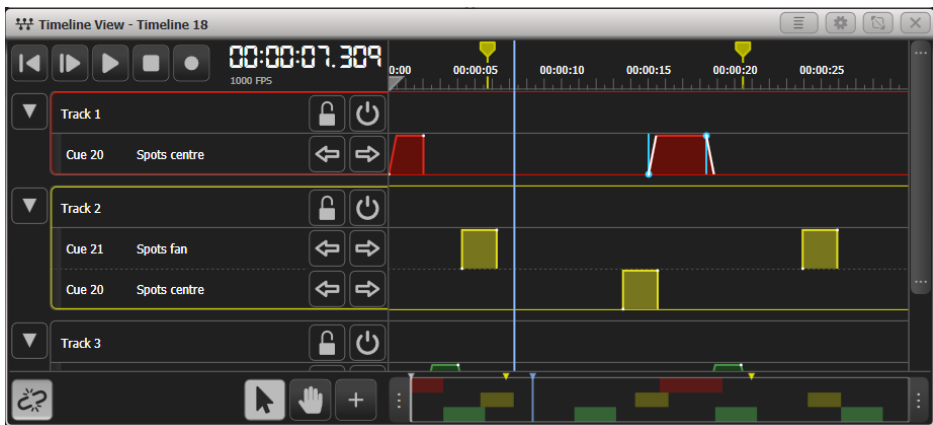 Timeline View - Timeline 18
00:00:07.309
1000 FPS
0:00 00:00:05 00:00:10 00:00:15 00:00:20 00:00:25
Track 1
Cue 20 Spots centre
Track 2
Cue 21 Spots fan
Cue 20 Spots centre
Track 3